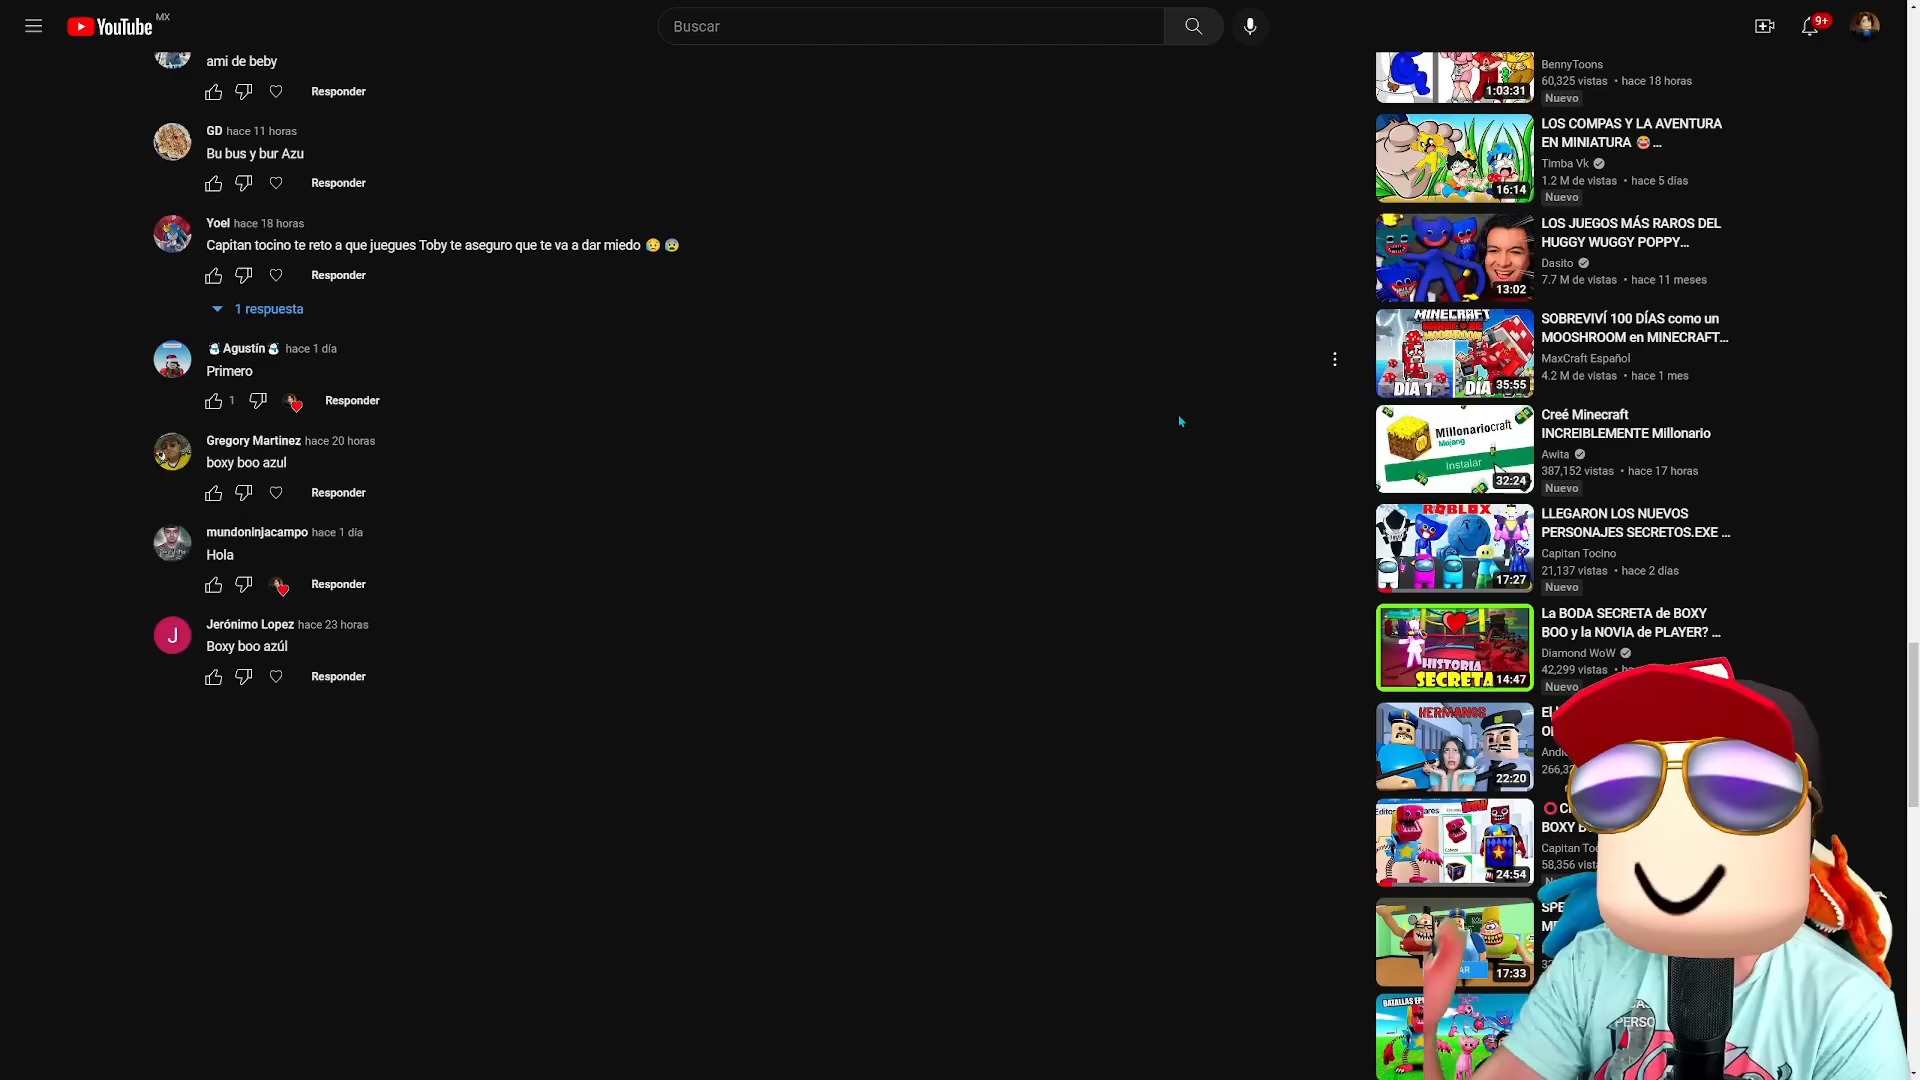 YouTube MX
Buscar
9+
ami de beby
Responder
GD hace 11 horas
Bu bus y bur Azu
Responder
Yoel hace 18 horas
Capitan tocino te reto a que juegues Toby te aseguro que te va a dar miedo 😥 😰
Responder
1 respuesta
⛄Agustín⛄ hace 1 día
Primero
1
Responder
Gregory Martinez hace 20 horas
boxy boo azul
Responder
mundoninjacampo hace 1 día
Hola
Responder
J
Jerónimo Lopez hace 23 horas
Boxy boo azúl
Responder
1:03:31
BennyToons
60,325 vistas • hace 18 horas
Nuevo
16:14
LOS COMPAS Y LA AVENTURA
EN MINIATURA 😂...
Timba Vk
1.2 M de vistas • hace 5 días
Nuevo
13:02
LOS JUEGOS MÁS RAROS DEL
HUGGY WUGGY POPPY...
Dasito
7.7 M de vistas • hace 11 meses
MINECRAFT
MOOSHROOM
DÍA 1
DÍA
35:55
SOBREVIVÍ 100 DÍAS como un
MOOSHROOM en MINECRAFT...
MaxCraft Español
4.2 M de vistas • hace 1 mes
Millonariocraft
Mojang
Instalar
32:24
Creé Minecraft
INCREIBLEMENTE Millonario
Awita
387,152 vistas • hace 17 horas
Nuevo
ROBLOX
17:27
LLEGARON LOS NUEVOS
PERSONAJES SECRETOS.EXE ...
Capitan Tocino
21,137 vistas • hace 2 días
Nuevo
HISTORIA
SECRETA
14:47
La BODA SECRETA de BOXY
BOO y la NOVIA de PLAYER? ...
Diamond WoW
42,299 vistas •
Nuevo
HERMANOS
22:20
WOW
24:54
BOXY
Capitan
58,356
17:33
BATALLAS
PERSO